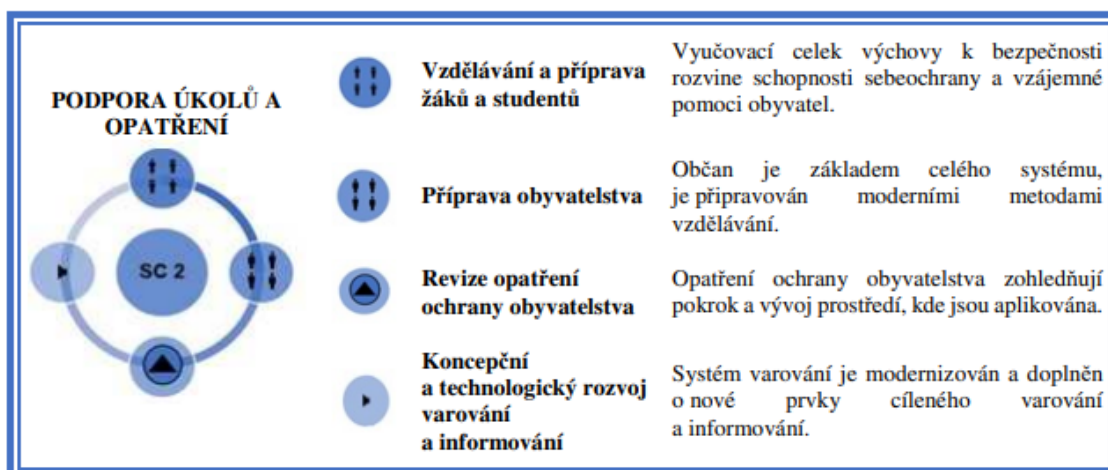 PODPORA ÚKOLŮ A
OPATŘENÍ
SC 2
Vzdělávání a příprava
žáků a studentů
Vyučovací celek výchovy k bezpečnosti
rozvine schopnosti sebeochrany a vzájemné
pomoci obyvatel.
Příprava obyvatelstva
Občan je základem celého systému,
je připravován moderními metodami
vzdělávání.
Revize opatření
ochrany obyvatelstva
Opatření ochrany obyvatelstva zohledňují
pokrok a vývoj prostředí, kde jsou aplikována.
Koncepční
a technologický rozvoj
varování
a informování
Systém varování je modernizován a doplněn
o nové prvky cíleného varování
a informování.